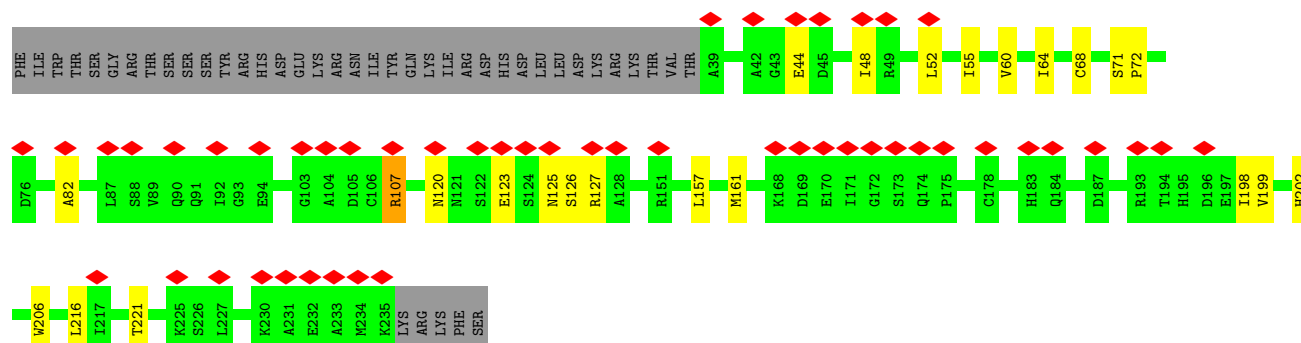 PHE ILE TRP THR SER GLY ARG THR SER SER SER TYR ARG HIS ASP GLU LYS ARG ASN ILE TYR GLN LYS ILE ARG ASP HIS ASP LEU LEU ASP LYS ARG LYS THR VAL THR A39 A42 G43 E44 D45 I48 R49 L52 I55 V60 I64 C68 S71 P72
D76 A82 L87 S88 V89 Q90 Q91 I92 G93 E94 G103 A104 D105 C106 R107 N120 N121 S122 E123 S124 N125 S126 R127 A128 R151 L157 M161 K168 D169 E170 I171 G172 S173 Q174 P175 C178 H183 Q184 D187 R193 T194 H195 D196 E197 I198 V199 H202
W206 L216 I217 T221 K225 S226 L227 K230 A231 E232 A233 M234 K235 LYS ARG LYS PHE SER